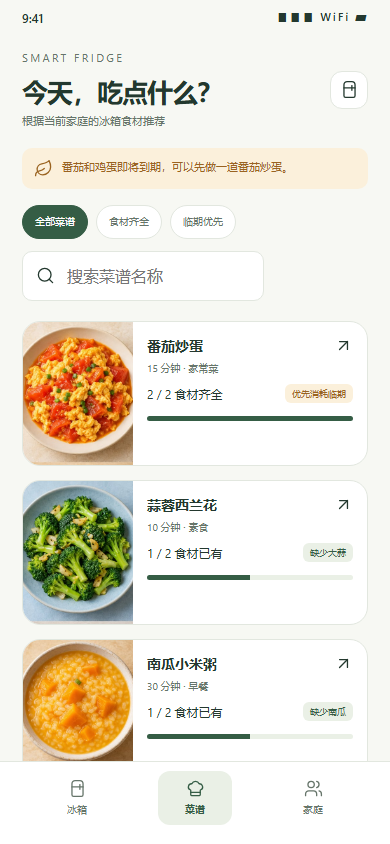 9:41
WiFi
SMART FRIDGE
今天，吃点什么？
根据当前家庭的冰箱食材推荐
番茄和鸡蛋即将到期，可以先做一道番茄炒蛋。
全部菜谱
食材齐全
临期优先
搜索菜谱名称
番茄炒蛋
15 分钟 · 家常菜
2 / 2 食材齐全
优先消耗临期
蒜蓉西兰花
10 分钟 · 素食
1 / 2 食材已有
缺少大蒜
南瓜小米粥
30 分钟 · 早餐
1 / 2 食材已有
缺少南瓜
冰箱
菜谱
家庭